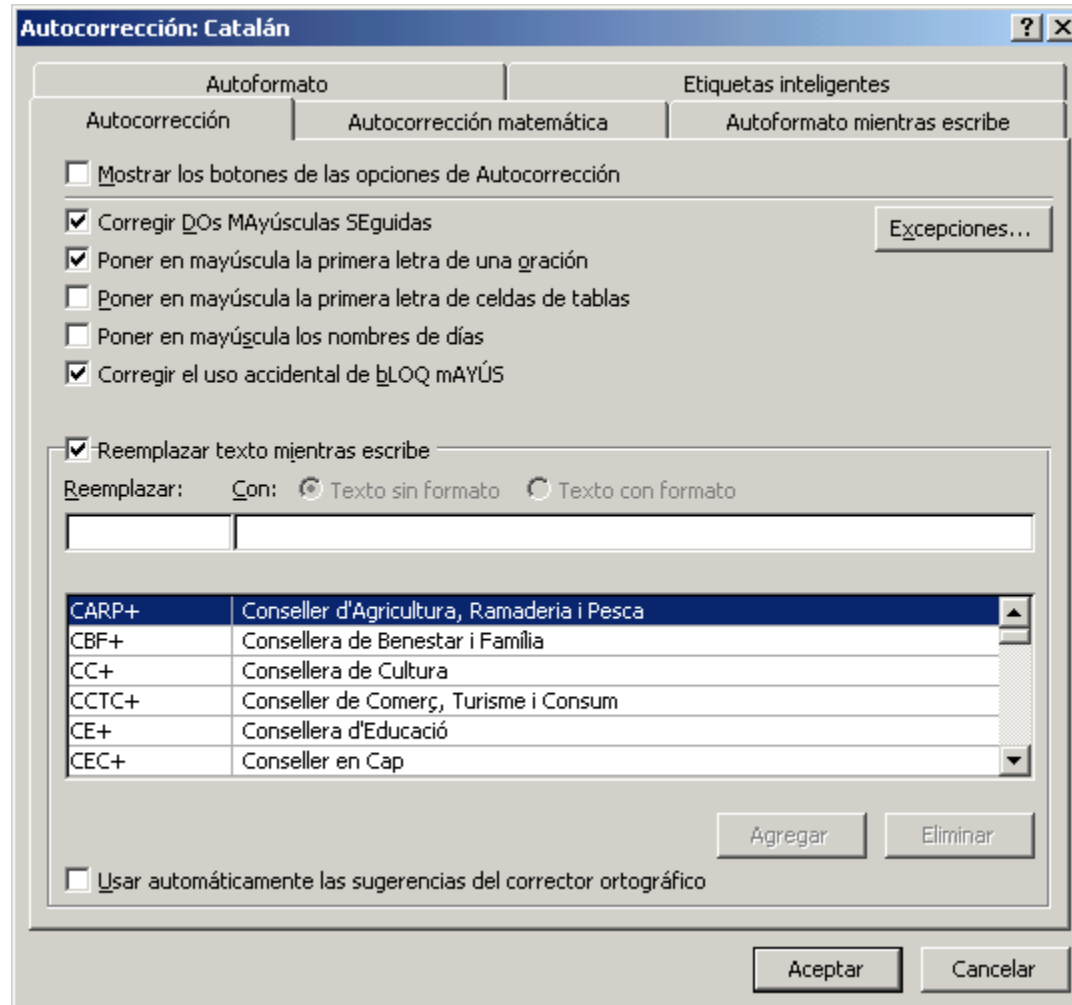 Autocorrección: Catalán
Autoformato
Etiquetas inteligentes
Autocorrección
Autocorrección matemática
Autoformato mientras escribe
Mostrar los botones de las opciones de Autocorrección
Corregir DOs MAyúsculas SEguidas
Excepciones...
Poner en mayúscula la primera letra de una oración
Poner en mayúscula la primera letra de celdas de tablas
Poner en mayúscula los nombres de días
Corregir el uso accidental de bLOQ mAYÚS
Reemplazar texto mientras escribe
Reemplazar: Con: Texto sin formato Texto con formato
CARP+ Conseller d'Agricultura, Ramaderia i Pesca
CBF+ Consellera de Benestar i Família
CC+ Consellera de Cultura
CCTC+ Conseller de Comerç, Turisme i Consum
CE+ Consellera d'Educació
CEC+ Conseller en Cap
Agregar Eliminar
Usar automáticamente las sugerencias del corrector ortográfico
Aceptar Cancelar